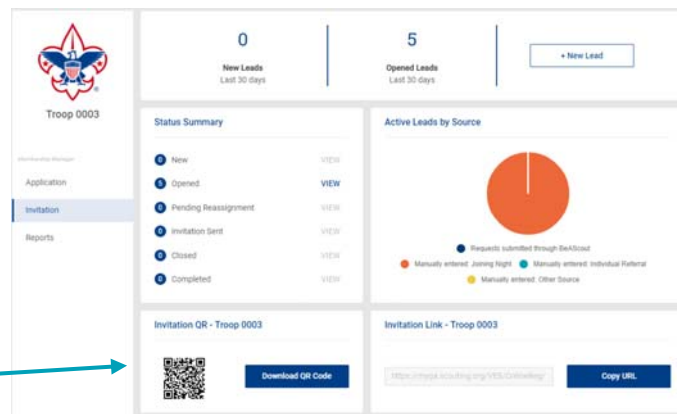 Troop 0003
Membership Manager
Application
Invitation
Reports
0
New Leads
Last 30 days
5
Opened Leads
Last 30 days
+ New Lead
Status Summary
0 New VIEW
5 Opened VIEW
0 Pending Reassignment VIEW
0 Invitation Sent VIEW
0 Closed VIEW
0 Completed VIEW
Active Leads by Source
Requests submitted through BeAScout
Manually entered: Joining Night Manually entered: Individual Referral
Manually entered: Other Source
Invitation QR - Troop 0003
Download QR Code
Invitation Link - Troop 0003
Copy URL